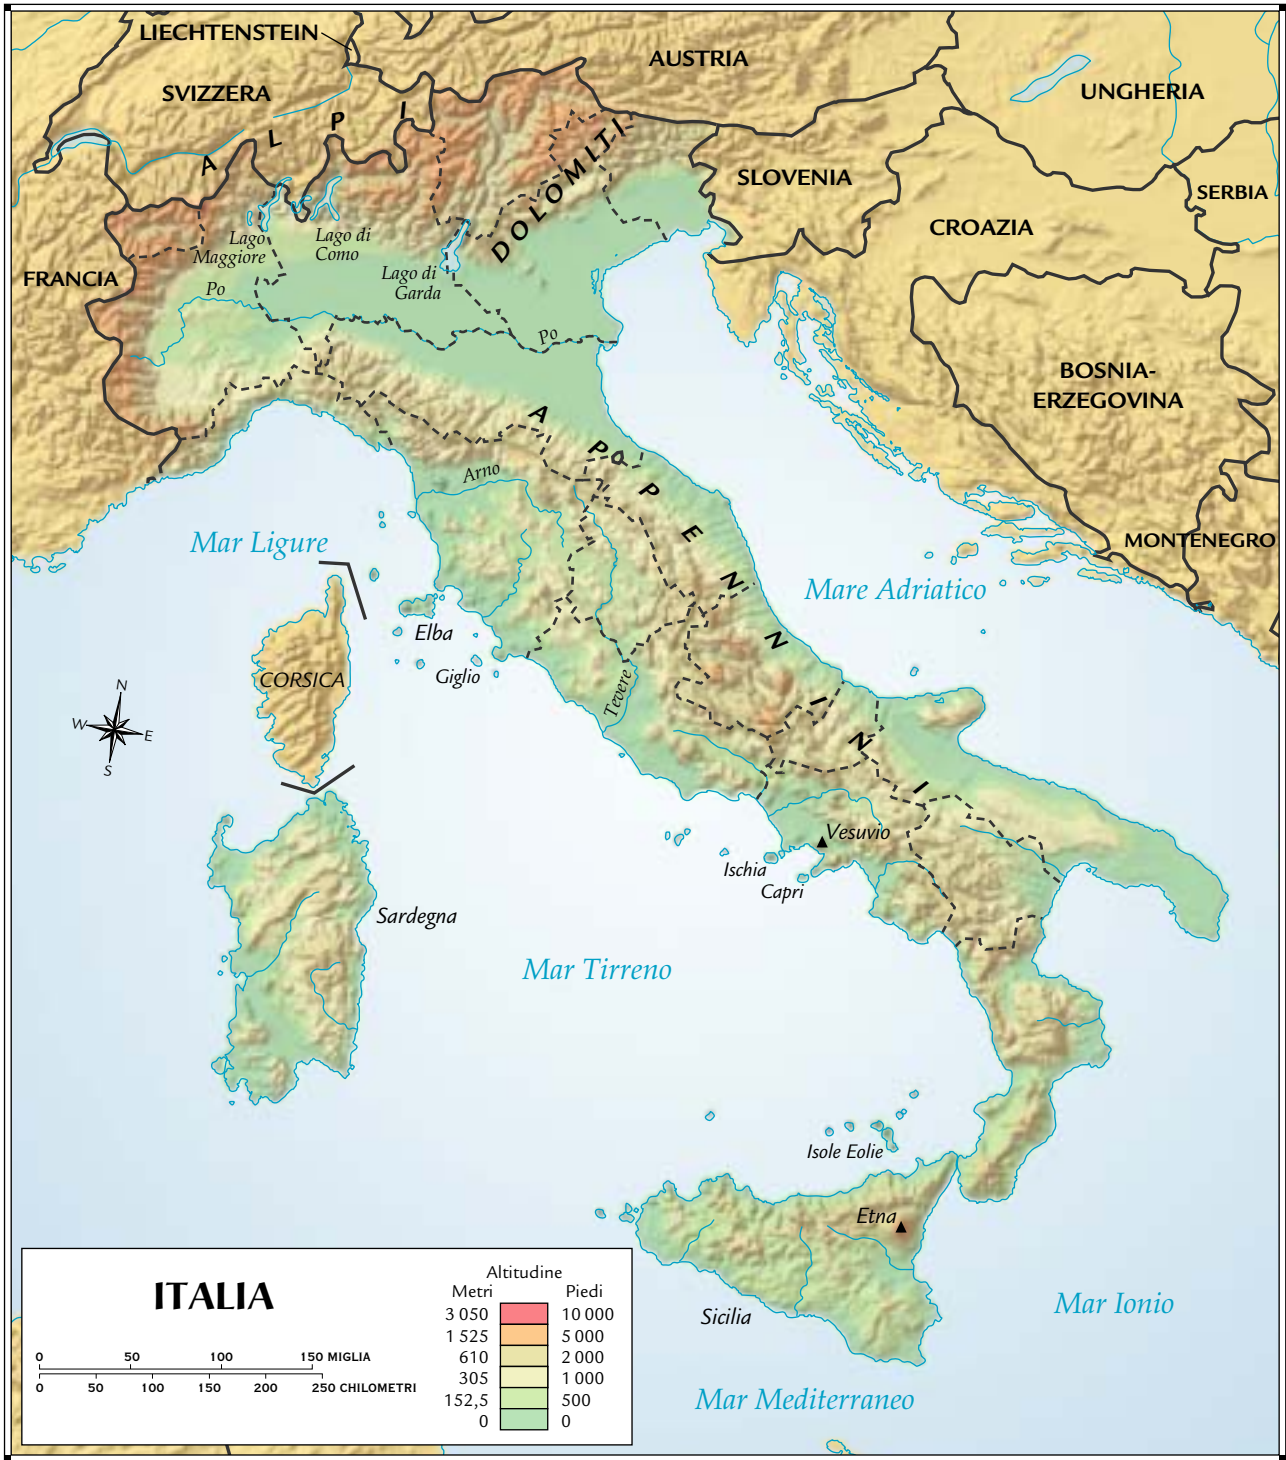 LIECHTENSTEIN
AUSTRIA
SVIZZERA
UNGHERIA
ALPI
DOLOMITI
SLOVENIA
SERBIA
CROAZIA
Lago
Maggiore
Lago di
Como
Lago di
Garda
FRANCIA
Po
Po
BOSNIA-
ERZEGOVINA
APPENNINI
Arno
Mar Ligure
MONTENEGRO
Mare Adriatico
Elba
CORSICA
Giglio
Tevere
N
W
E
S
Vesuvio
Ischia
Capri
Sardegna
Mar Tirreno
Isole Eolie
Etna
Sicilia
Mar Ionio
Mar Mediterraneo
ITALIA
0 50 100 150 MIGLIA
0 50 100 150 200 250 CHILOMETRI
Altitudine
Metri Piedi
3 050 10 000
1 525 5 000
610 2 000
305 1 000
152,5 500
0 0